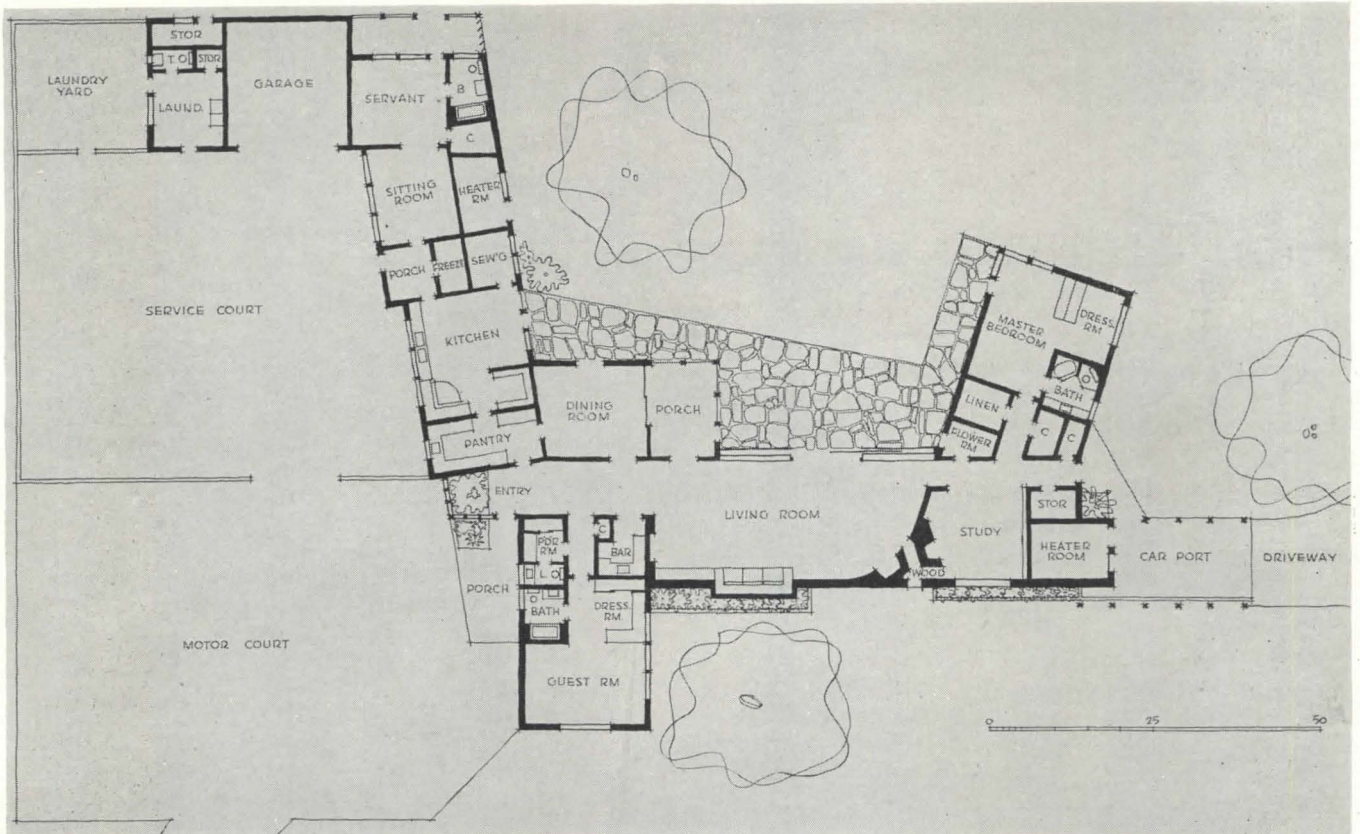 STOR
T.
STOR
LAUNDRY
YARD
LAUND.
GARAGE
SERVANT
B
C
SITTING
ROOM
HEATER
RM
PORCH
FREEZE
SEW'G
SERVICE COURT
KITCHEN
MASTER
BEDROOM
DRESS.
RM
BATH
LINEN
FLOWER
RM
C
C
DINING
ROOM
PORCH
PANTRY
ENTRY
LIVING ROOM
STUDY
STOR
HEATER
ROOM
CAR PORT
DRIVEWAY
PDR
RM
L.
C
BAR
WOOD
PORCH
BATH
DRESS.
RM.
MOTOR COURT
GUEST RM
0 25 50